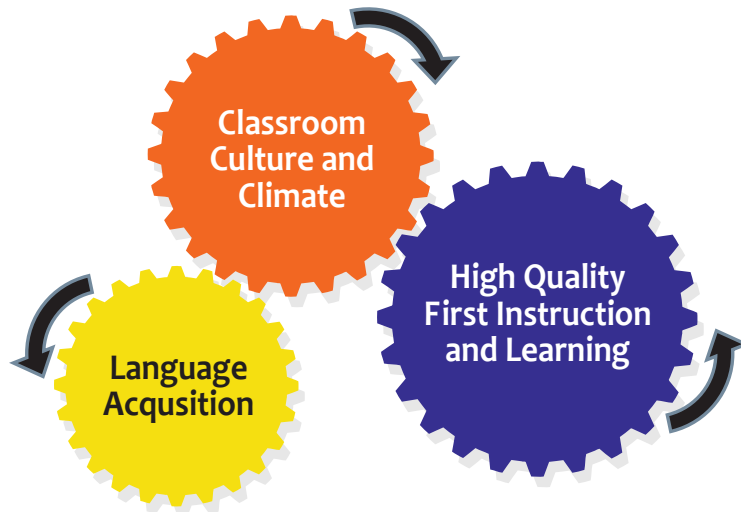 Classroom
Culture and
Climate
High Quality
First Instruction
and Learning
Language
Acqusition